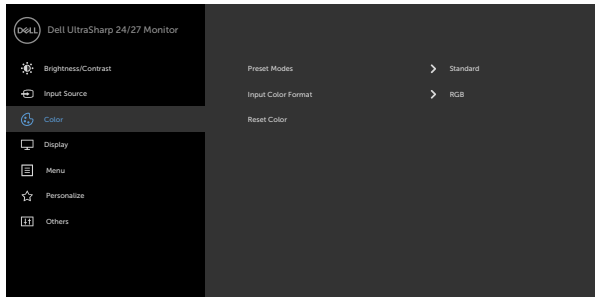 DELL
Dell UltraSharp 24/27 Monitor
Brightness/Contrast
Input Source
Color
Display
Menu
Personalize
Others
Preset Modes
Standard
Input Color Format
RGB
Reset Color